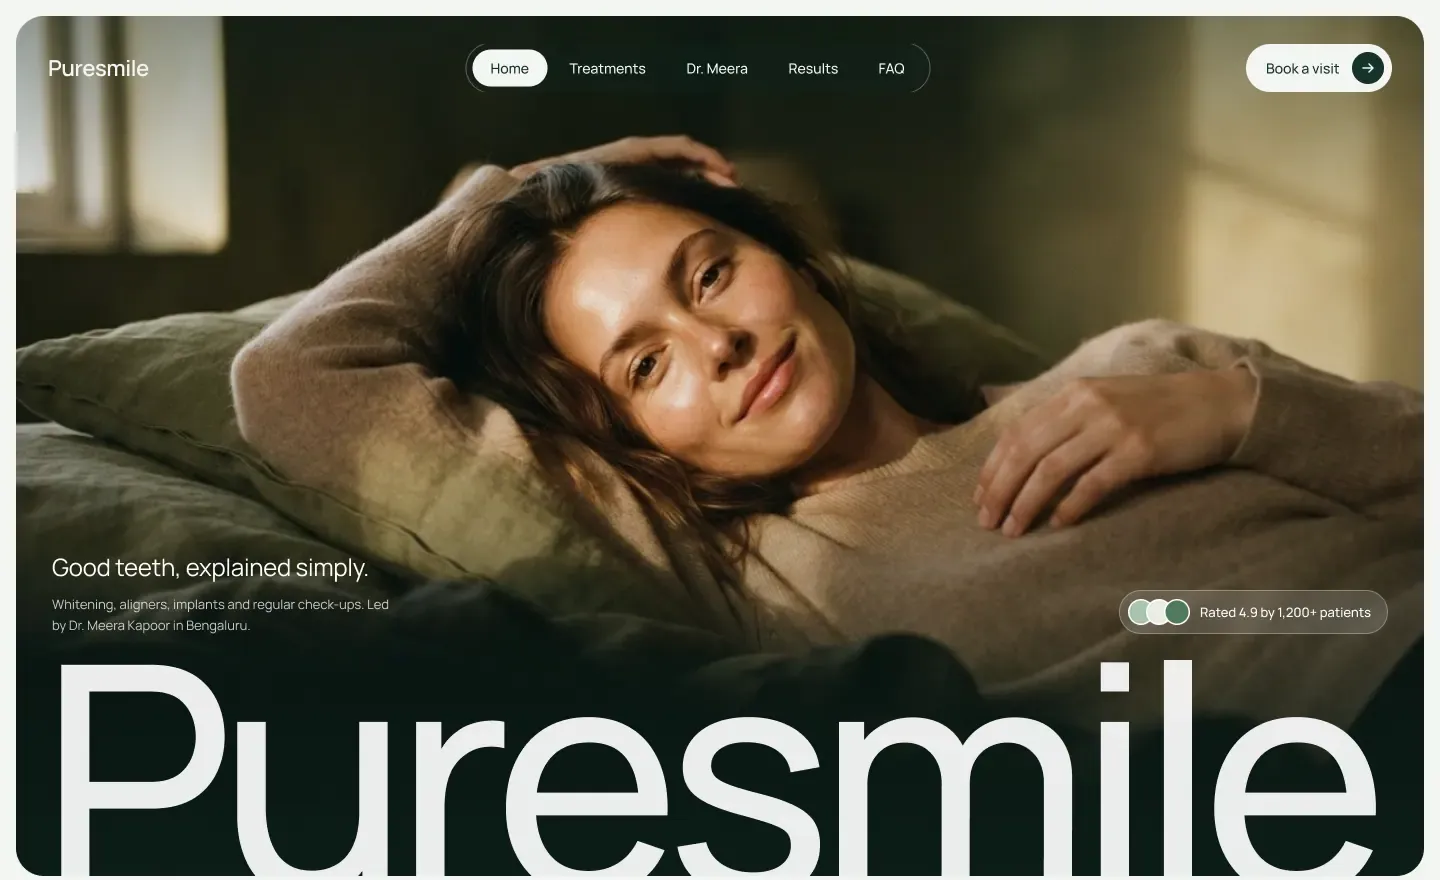 Puresmile
Home
Treatments
Dr. Meera
Results
FAQ
Book a visit
Good teeth, explained simply.
Whitening, aligners, implants and regular check-ups. Led
by Dr. Meera Kapoor in Bengaluru.
Rated 4.9 by 1,200+ patients
Puresmile